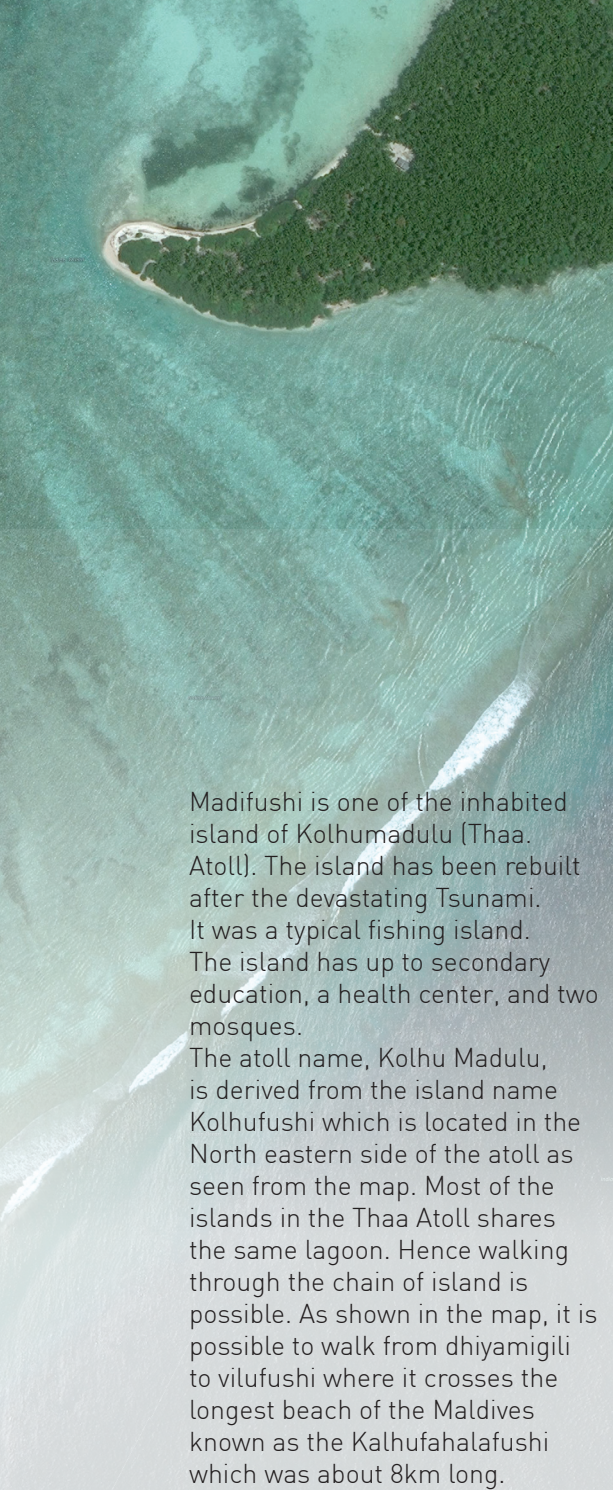 Madifushi is one of the inhabited
island of Kolhumadulu (Thaa.
Atoll). The island has been rebuilt
after the devastating Tsunami.
It was a typical fishing island.
The island has up to secondary
education, a health center, and two
mosques.
The atoll name, Kolhu Madulu,
is derived from the island name
Kolhufushi which is located in the
North eastern side of the atoll as
seen from the map. Most of the
islands in the Thaa Atoll shares
the same lagoon. Hence walking
through the chain of island is
possible. As shown in the map, it is
possible to walk from dhiyamigili
to vilufushi where it crosses the
longest beach of the Maldives
known as the Kalhufahalafushi
which was about 8km long.